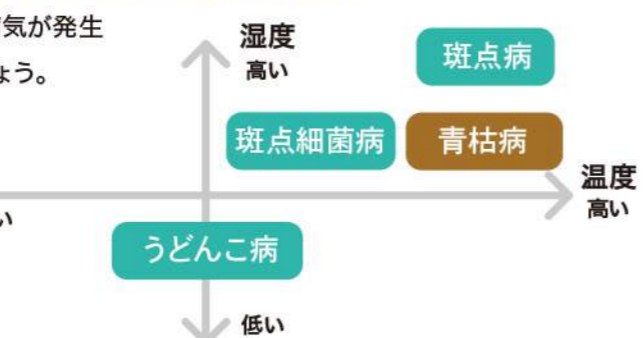 気が発生
ょう。
湿度
高い
斑点病
斑点細菌病
青枯病
温度
高い
い
うどんこ病
低い